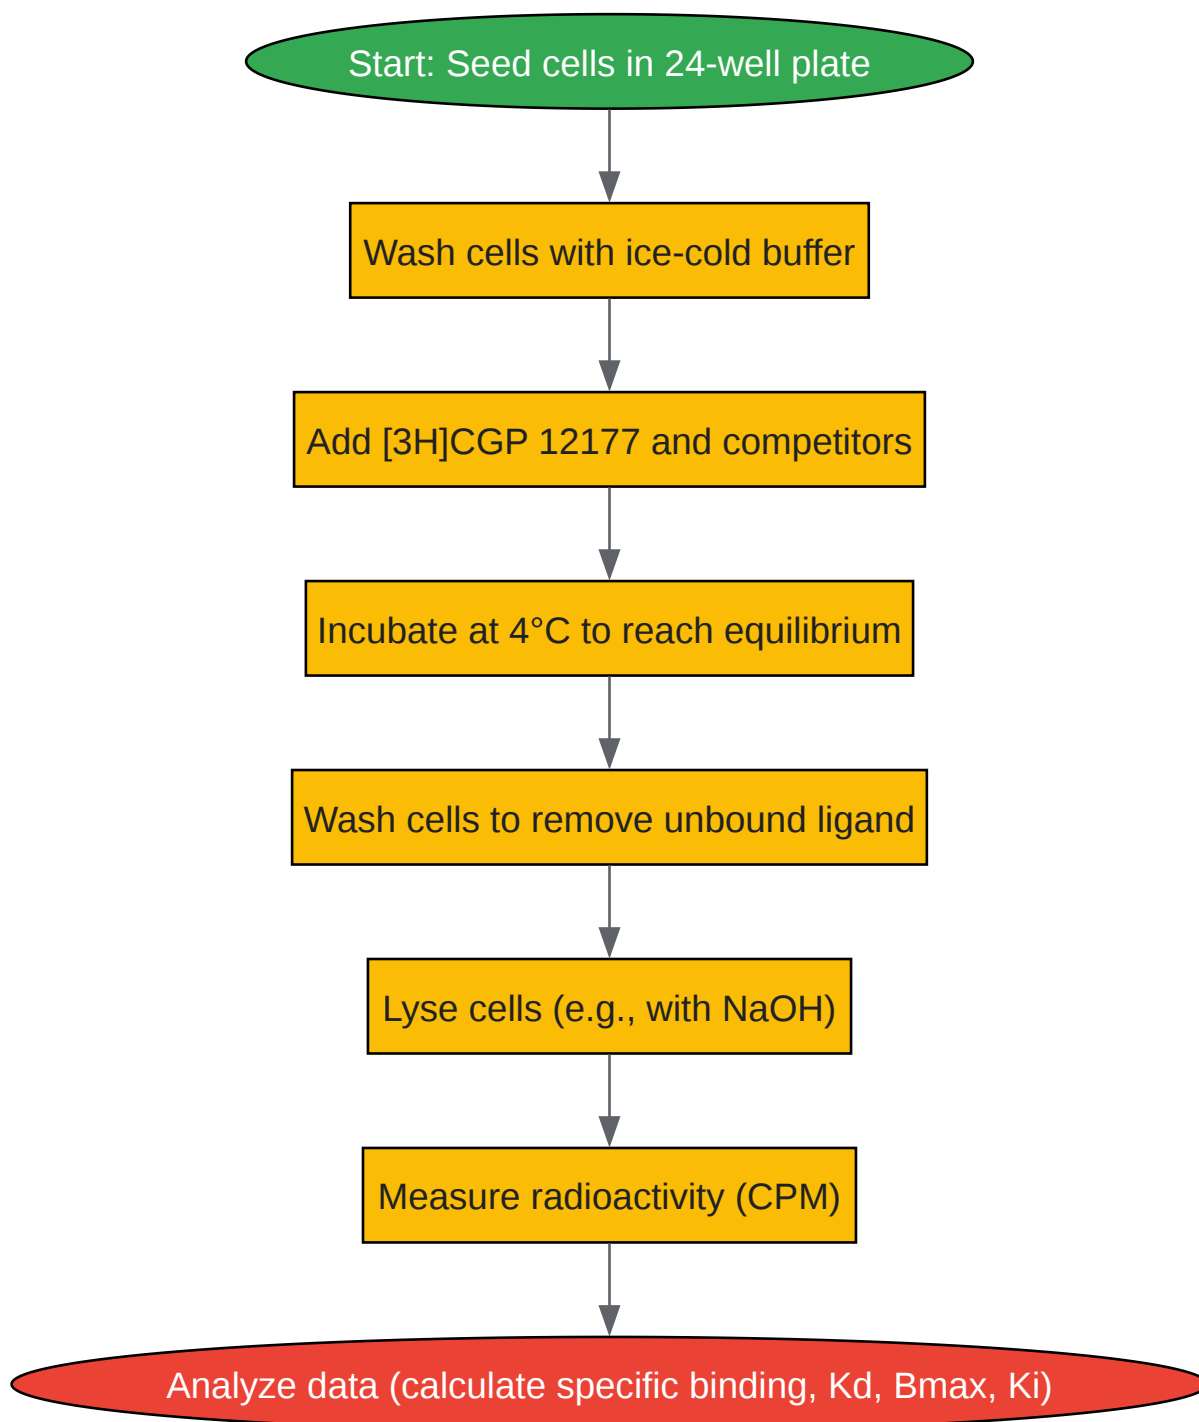 Start: Seed cells in 24-well plate
Wash cells with ice-cold buffer
Add [3H]CGP 12177 and competitors
Incubate at 4°C to reach equilibrium
Wash cells to remove unbound ligand
Lyse cells (e.g., with NaOH)
Measure radioactivity (CPM)
Analyze data (calculate specific binding, Kd, Bmax, Ki)